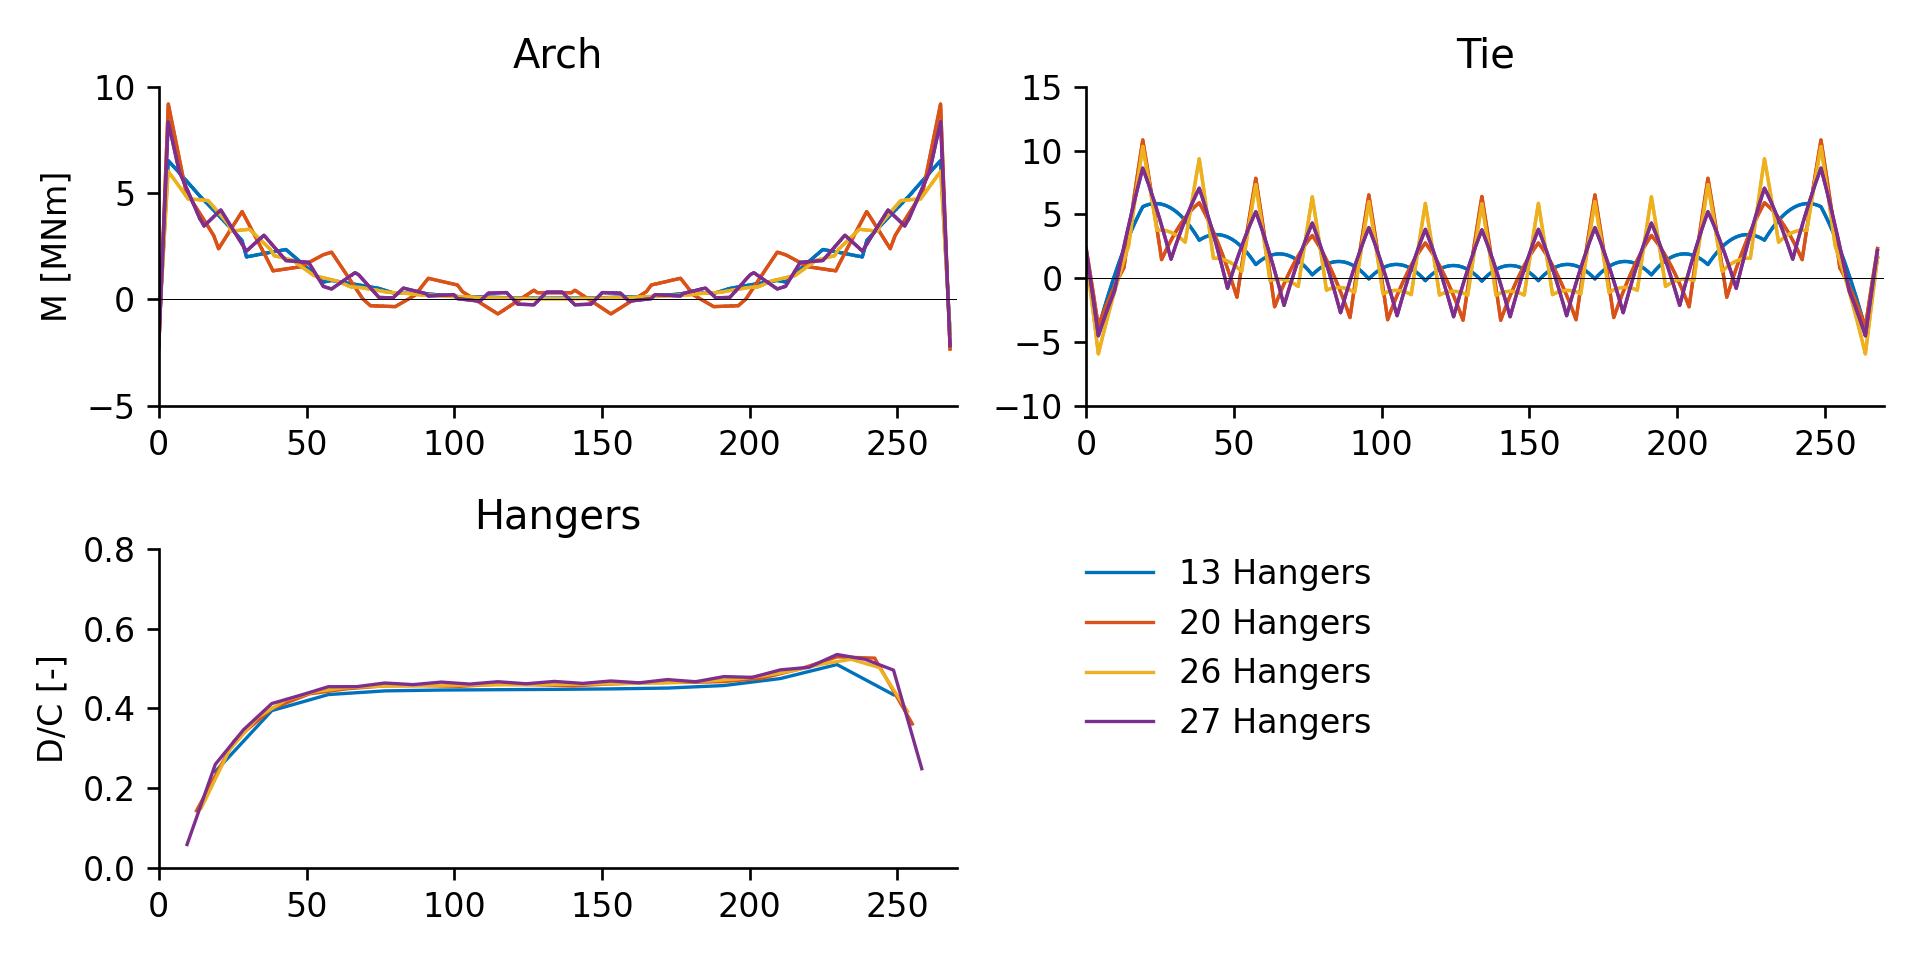 Arch
M [MNm]
10
5
0
−5
0 50 100 150 200 250
Tie
15
10
5
0
−5
−10
0 50 100 150 200 250
Hangers
D/C [-]
0.8
0.6
0.4
0.2
0.0
0 50 100 150 200 250
13 Hangers
20 Hangers
26 Hangers
27 Hangers